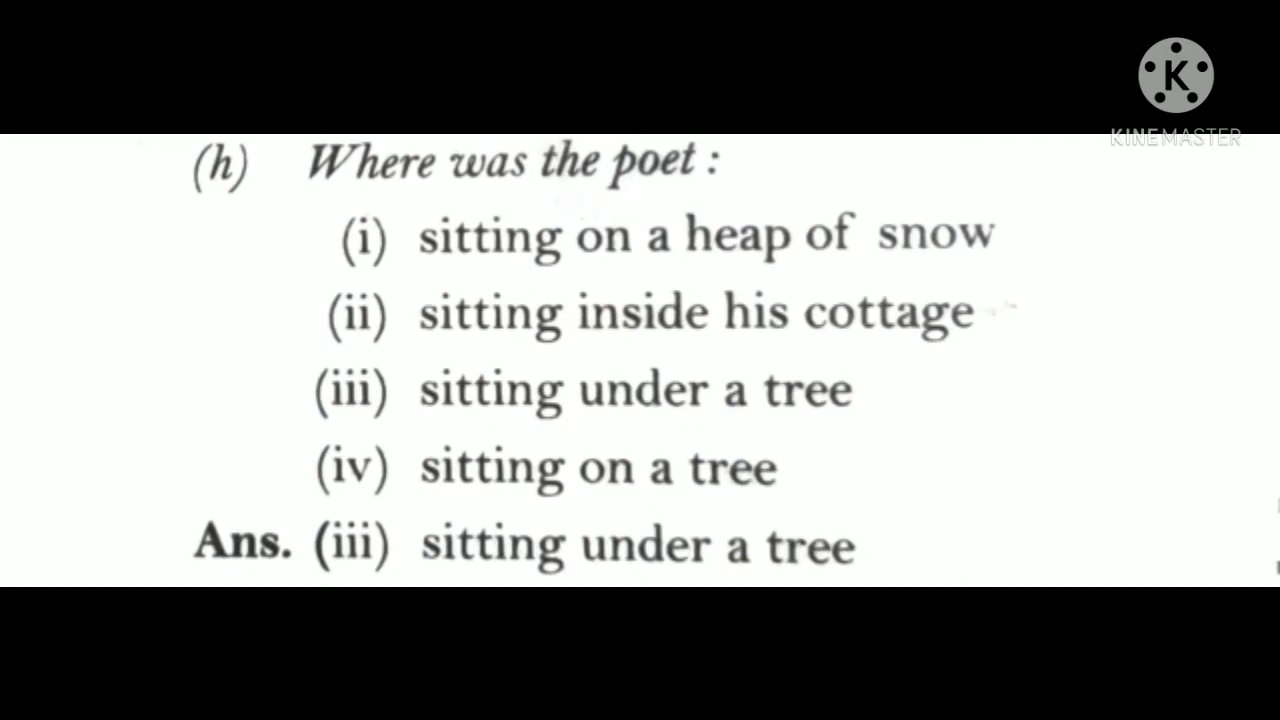 K
KINEMASTER
(h) Where was the poet :
(i) sitting on a heap of snow
(ii) sitting inside his cottage
(iii) sitting under a tree
(iv) sitting on a tree
Ans. (iii) sitting under a tree